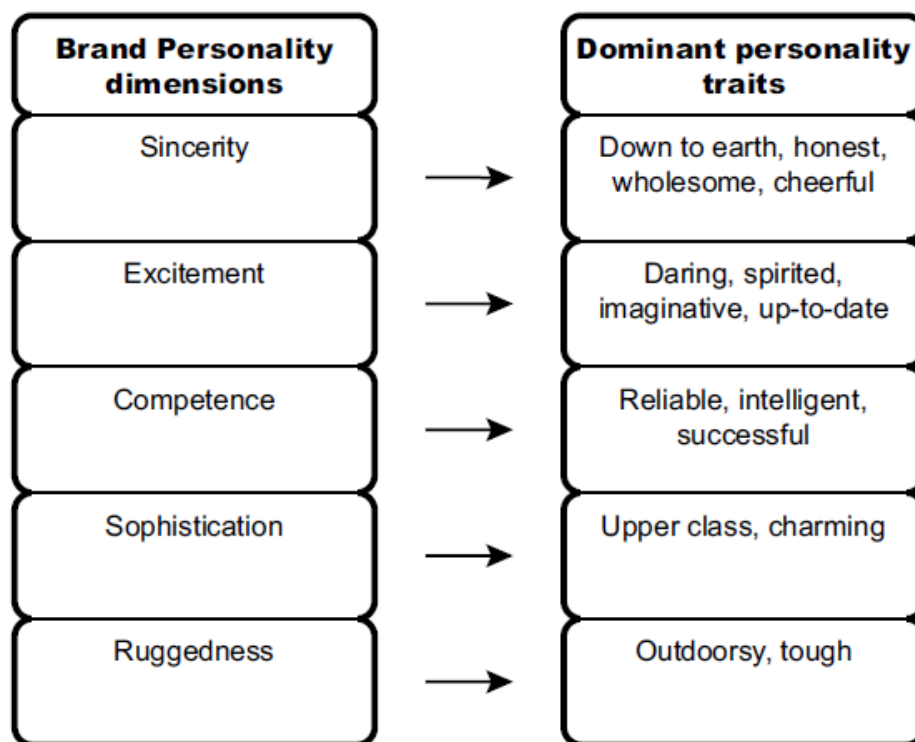 Brand Personality
dimensions
Dominant personality
traits
Sincerity
Down to earth, honest,
wholesome, cheerful
Excitement
Daring, spirited,
imaginative, up-to-date
Competence
Reliable, intelligent,
successful
Sophistication
Upper class, charming
Ruggedness
Outdoorsy, tough